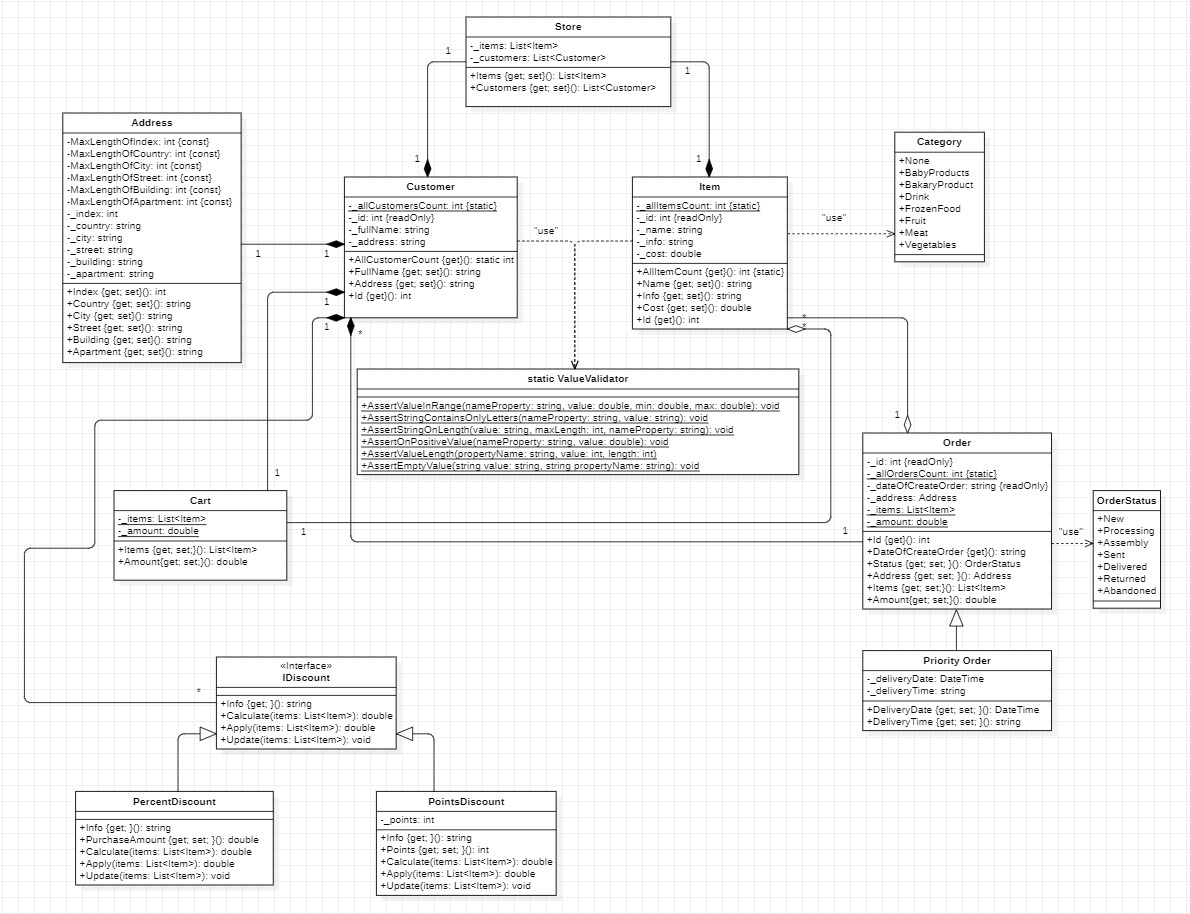 Store
-_items: List<Item>
-_customers: List<Customer>
+Items {get; set}(): List<Item>
+Customers {get; set}(): List<Customer>
1
1
1
1
Address
-MaxLengthOfIndex: int {const}
-MaxLengthOfCountry: int {const}
-MaxLengthOfCity: int {const}
-MaxLengthOfStreet: int {const}
-MaxLengthOfBuilding: int {const}
-MaxLengthOfApartment: int {const}
-_index: int
-_country: string
-_city: string
-_street: string
-_building: string
-_apartment: string
+Index {get; set}(): int
+Country {get; set}(): string
+City {get; set}(): string
+Street {get; set}(): string
+Building {get; set}(): string
+Apartment {get; set}(): string
1
1
1
1
*
Customer
-_allCustomersCount: int {static}
-_id: int {readOnly}
-_fullName: string
-_address: string
+AllCustomerCount {get}(): static int
+FullName {get; set}(): string
+Address {get; set}(): string
+Id {get}(): int
"use"
Item
-_allItemsCount: int {static}
-_id: int {readOnly}
-_name: string
-_info: string
-_cost: double
+AllItemCount {get}(): int {static}
+Name {get; set}(): string
+Info {get; set}(): string
+Cost {get; set}(): double
+Id {get}(): int
"use"
Category
+None
+BabyProducts
+BakaryProduct
+Drink
+FrozenFood
+Fruit
+Meat
+Vegetables
*
*
1
static ValueValidator
+AssertValueInRange(nameProperty: string, value: double, min: double, max: double): void
+AssertStringContainsOnlyLetters(nameProperty: string, value: string): void
+AssertStringOnLength(value: string, maxLength: int, nameProperty: string): void
+AssertOnPositiveValue(nameProperty: string, value: double): void
+AssertValueLength(propertyName: string, value: int, length: int)
+AssertEmptyValue(string value: string, string propertyName: string): void
1
Cart
-_items: List<Item>
-_amount: double
+Items {get; set;}(): List<Item>
+Amount{get; set;}(): double
1
1
Order
-_id: int {readOnly}
-_allOrdersCount: int {static}
-_dateOfCreateOrder: string {readOnly}
-_address: Address
-_items: List<Item>
-_amount: double
+Id {get}(): int
+DateOfCreateOrder {get}(): string
+Status {get; set; }(): OrderStatus
+Address {get; set; }(): Address
+Items {get; set;}(): List<Item>
+Amount{get; set;}(): double
"use"
OrderStatus
+New
+Processing
+Assembly
+Sent
+Delivered
+Returned
+Abandoned
Priority Order
-_deliveryDate: DateTime
-_deliveryTime: string
+DeliveryDate {get; set; }(): DateTime
+DeliveryTime {get; set; }(): string
*
«Interface»
IDiscount
+Info {get; }(): string
+Calculate(items: List<Item>): double
+Apply(items: List<Item>): double
+Update(items: List<Item>): void
PercentDiscount
+Info {get; }(): string
+PurchaseAmount {get; set; }(): double
+Calculate(items: List<Item>): double
+Apply(items: List<Item>): double
+Update(items: List<Item>): void
PointsDiscount
-_points: int
+Info {get; }(): string
+Points {get; set; }(): int
+Calculate(items: List<Item>): double
+Apply(items: List<Item>): double
+Update(items: List<Item>): void